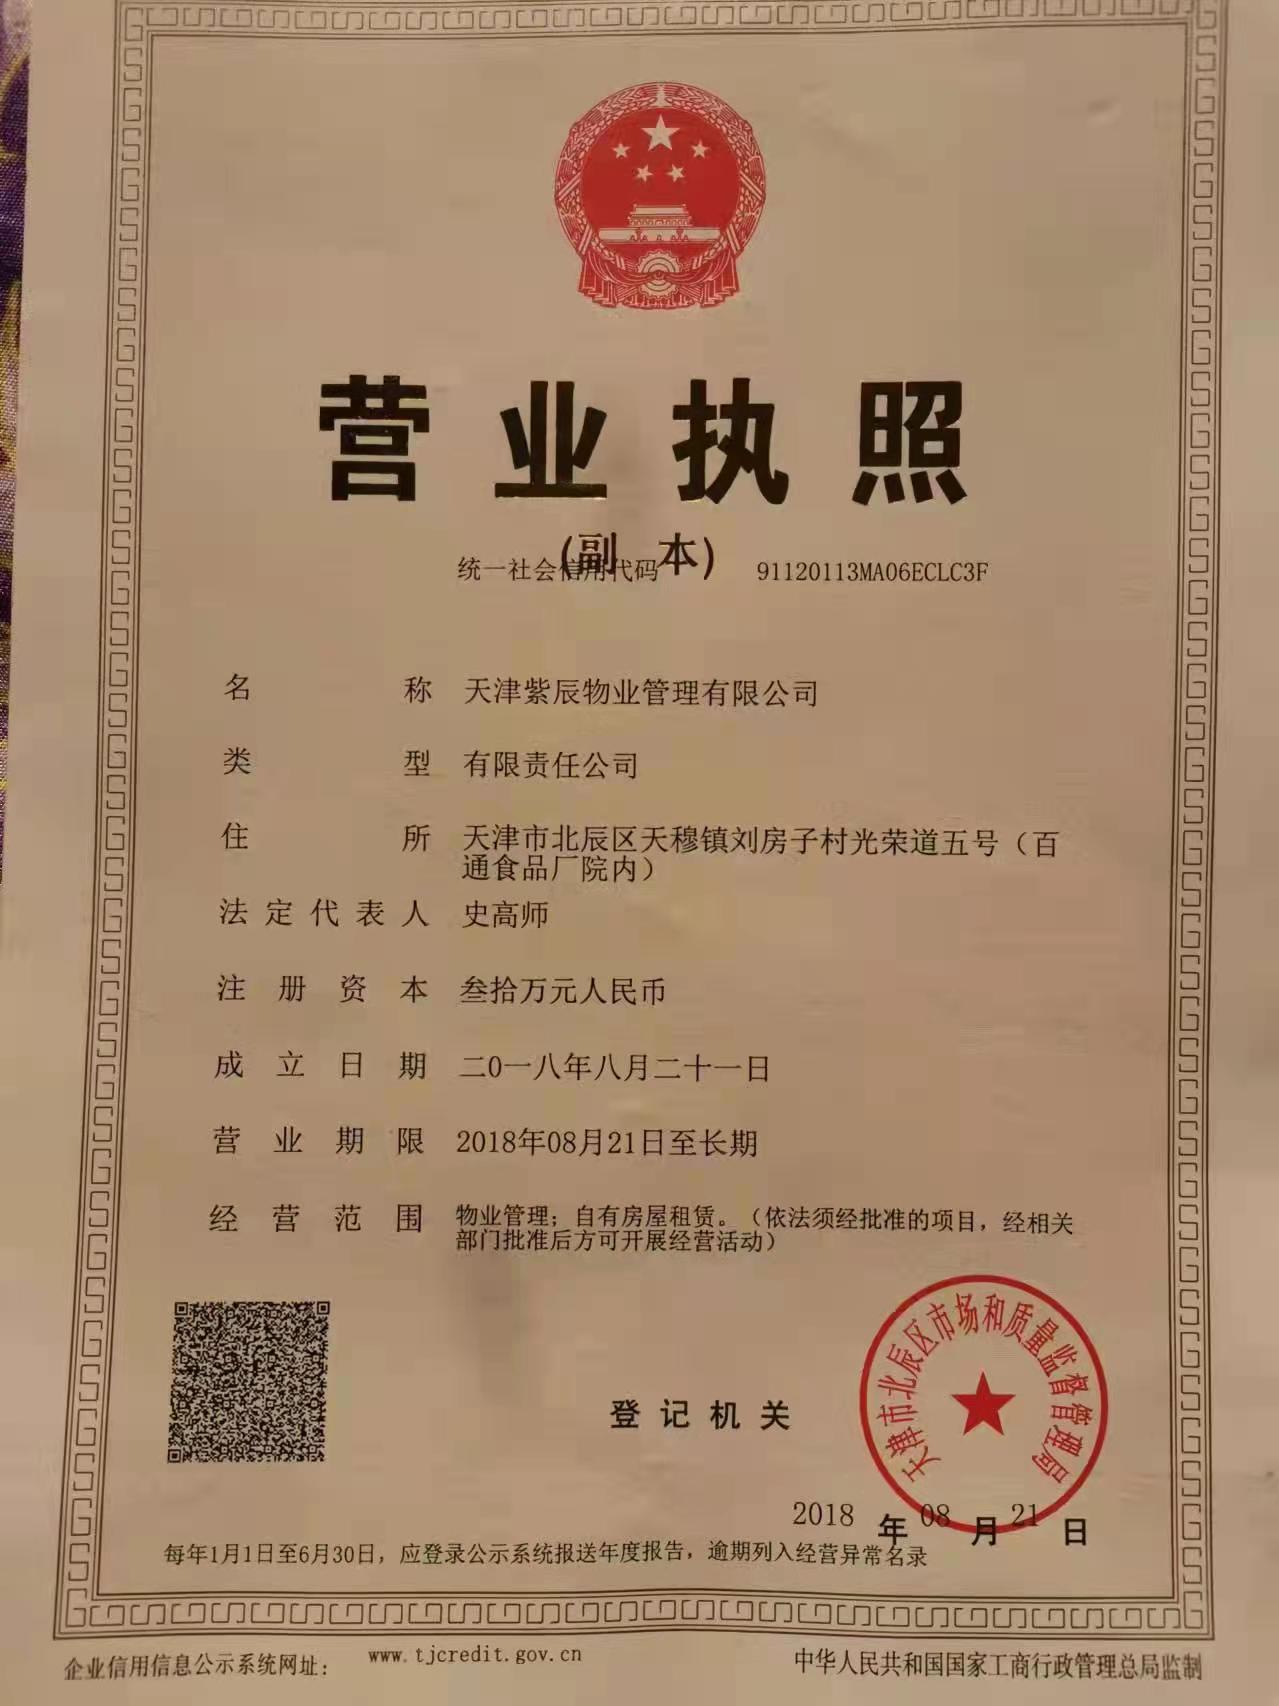 营业执照
(副 本)
统一社会信用代码 91120113MA06ECLC3F
名称 天津紫辰物业管理有限公司
类型 有限责任公司
住所 天津市北辰区天穆镇刘房子村光荣道五号（百
通食品厂院内）
法定代表人 史高师
注册资本 叁拾万元人民币
成立日期 二0一八年八月二十一日
营业期限 2018年08月21日至长期
经营范围 物业管理；自有房屋租赁。（依法须经批准的项目，经相关
部门批准后方可开展经营活动）
天津市北辰区市场和质量监督管理局
登记机关
2018 年 08 月 21 日
每年1月1日至6月30日，应登录公示系统报送年度报告，逾期列入经营异常名录
企业信用信息公示系统网址： www.tjcredit.gov.cn 中华人民共和国国家工商行政管理总局监制